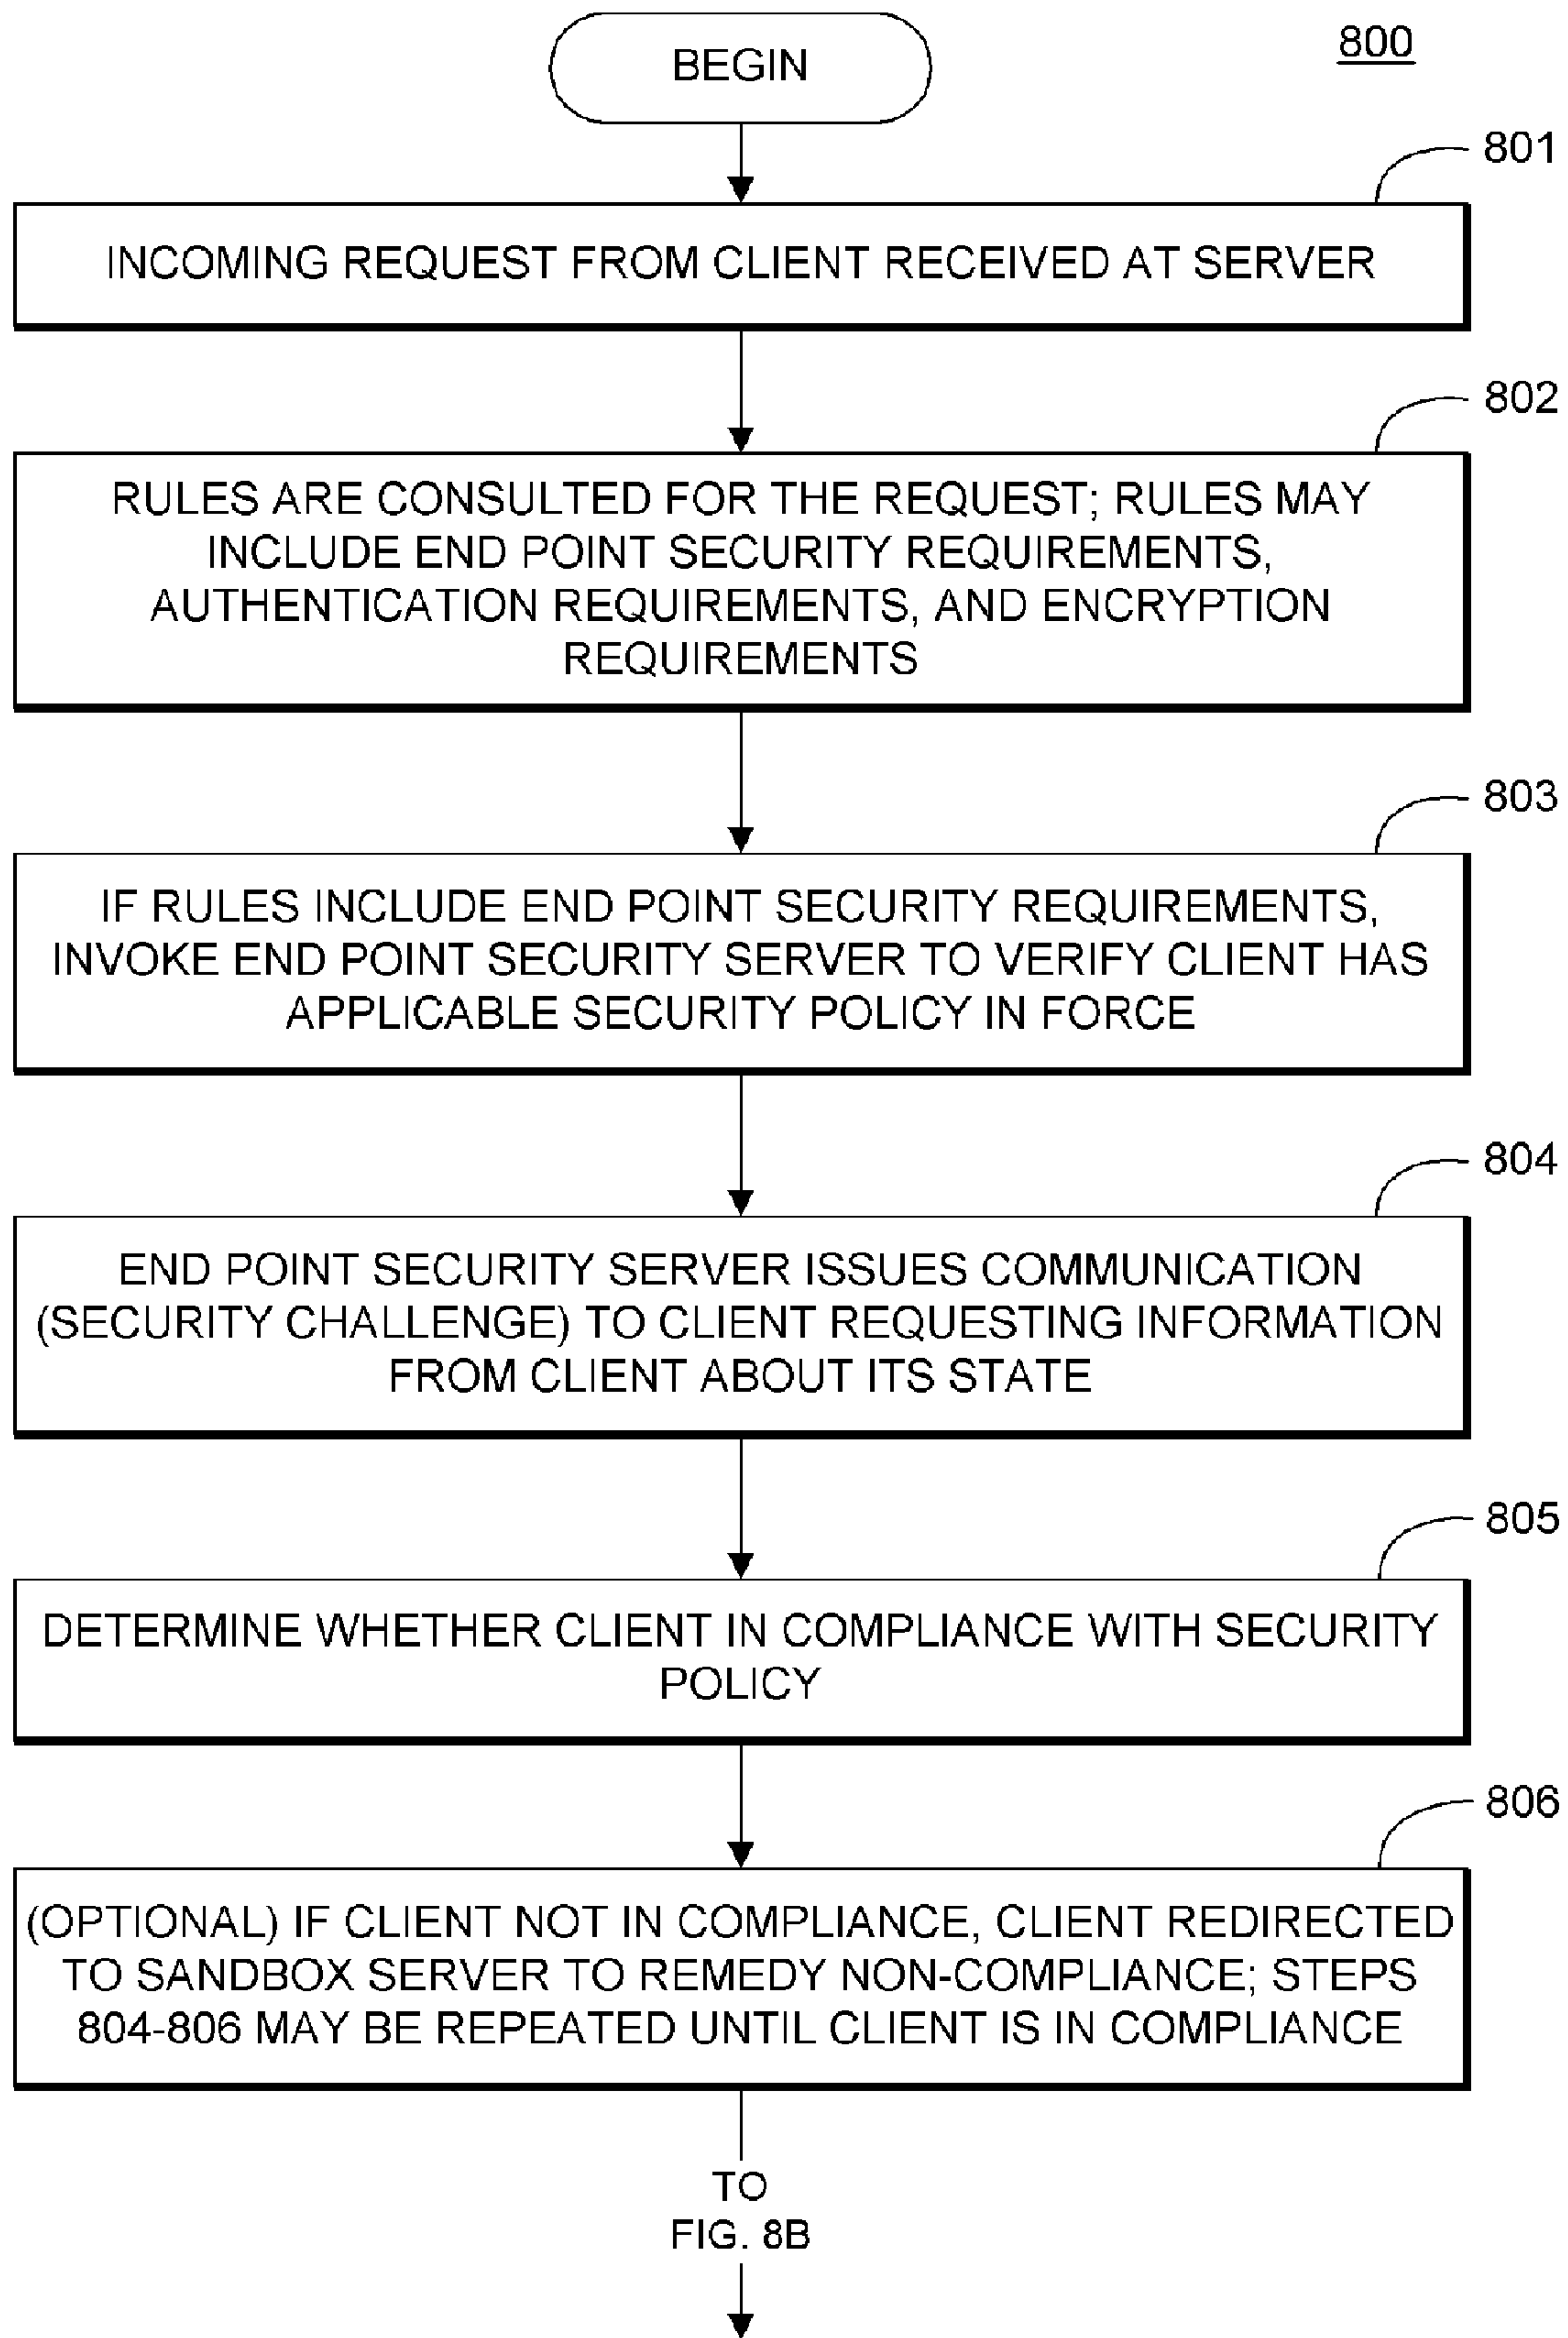 BEGIN
800
801
INCOMING REQUEST FROM CLIENT RECEIVED AT SERVER
802
RULES ARE CONSULTED FOR THE REQUEST; RULES MAY
INCLUDE END POINT SECURITY REQUIREMENTS,
AUTHENTICATION REQUIREMENTS, AND ENCRYPTION
REQUIREMENTS
803
IF RULES INCLUDE END POINT SECURITY REQUIREMENTS,
INVOKE END POINT SECURITY SERVER TO VERIFY CLIENT HAS
APPLICABLE SECURITY POLICY IN FORCE
804
END POINT SECURITY SERVER ISSUES COMMUNICATION
(SECURITY CHALLENGE) TO CLIENT REQUESTING INFORMATION
FROM CLIENT ABOUT ITS STATE
805
DETERMINE WHETHER CLIENT IN COMPLIANCE WITH SECURITY
POLICY
806
(OPTIONAL) IF CLIENT NOT IN COMPLIANCE, CLIENT REDIRECTED
TO SANDBOX SERVER TO REMEDY NON-COMPLIANCE; STEPS
804-806 MAY BE REPEATED UNTIL CLIENT IS IN COMPLIANCE
TO
FIG. 8B